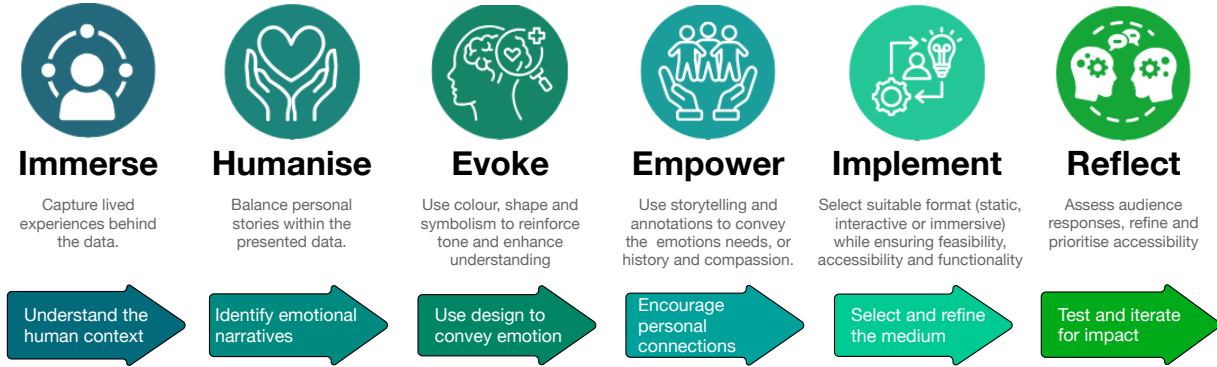 Immerse
Capture lived
experiences behind
the data.
Understand the
human context
Humanise
Balance personal
stories within the
presented data.
Identify emotional
narratives
Evoke
Use colour, shape and
symbolism to reinforce
tone and enhance
understanding
Use design to
convey emotion
Empower
Use storytelling and
annotations to convey
the emotions needs, or
history and compassion.
Encourage
personal
connections
Implement
Select suitable format (static,
interactive or immersive)
while ensuring feasibility,
accessibility and functionality
Select and refine
the medium
Reflect
Assess audience
responses, refine and
prioritise accessibility
Test and iterate
for impact